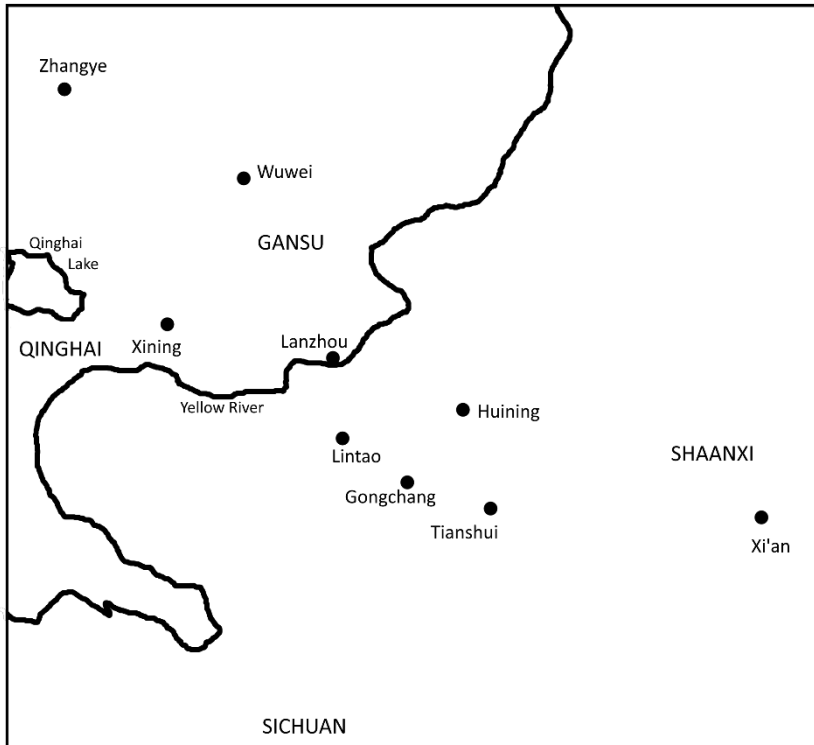 Zhangye
Wuwei
Qinghai
GANSU
Lake
Lanzhou
Xining
QINGHAI
Yellow River
Huining
Lintao
SHAANXI
Gongchang
Tianshui
Xi'an
SICHUAN